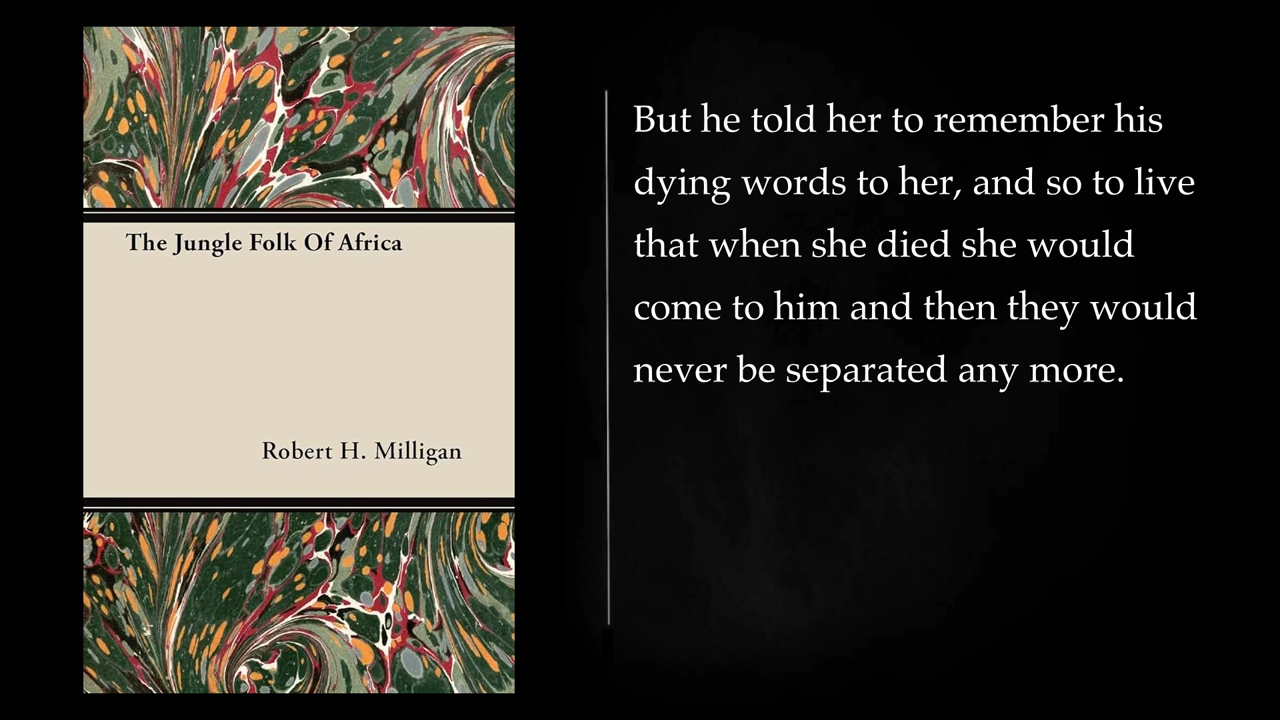 The Jungle Folk Of Africa
Robert H. Milligan
But he told her to remember his
dying words to her, and so to live
that when she died she would
come to him and then they would
never be separated any more.